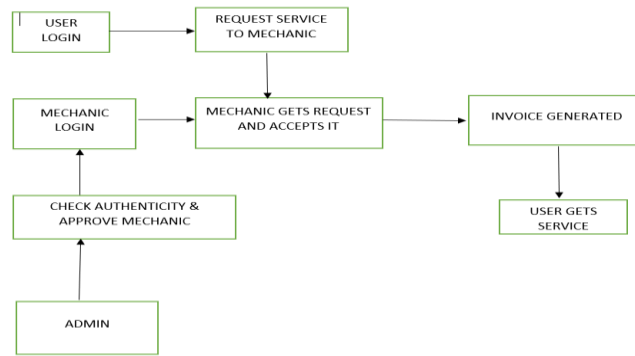 USER
LOGIN
REQUEST SERVICE
TO MECHANIC
MECHANIC
LOGIN
MECHANIC GETS REQUEST
AND ACCEPTS IT
INVOICE GENERATED
CHECK AUTHENTICITY &
APPROVE MECHANIC
USER GETS
SERVICE
ADMIN